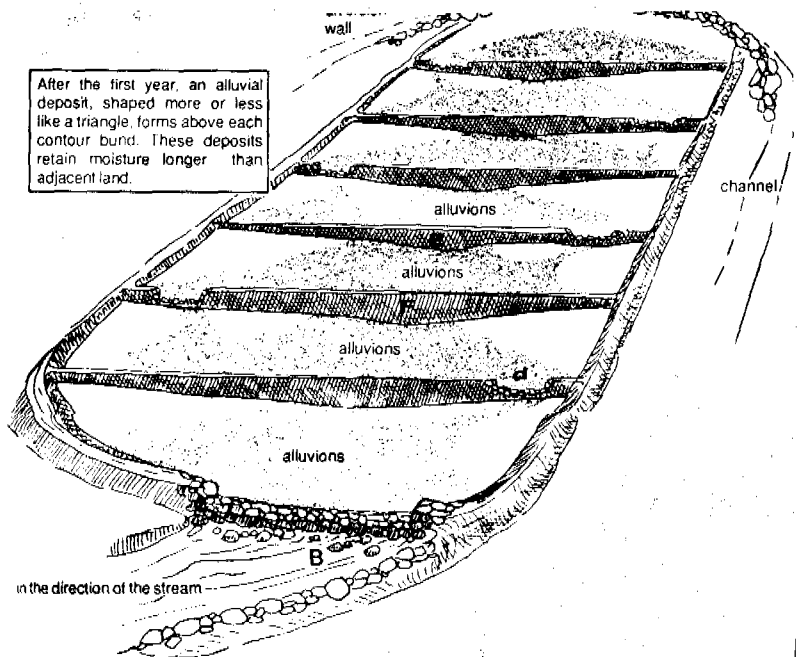 wall
After the first year, an alluvial
deposit, shaped more or less
like a triangle, forms above each
contour bund. These deposits
retain moisture longer than
adjacent land.
channel
alluvions
alluvions
alluvions
d
alluvions
B
in the direction of the stream